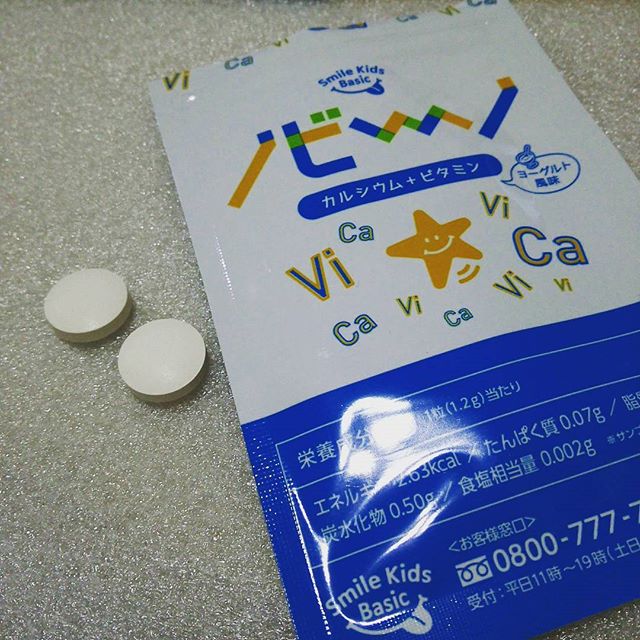 Vi Ca
Smile Kids
Basic
ノビーノ
カルシウム+ビタミン
ヨーグルト
風味
Vi Ca
Ca Vi Ca
Ca Vi Ca Vi Vi
栄養成分 1粒(1.2g)当たり
2.63kcal / たんぱく質 0.07g /
炭水化物 0.50g 食塩相当量 0.002g
<お客様窓口>
0800-777-7
受付:平日11時~19時(土日
Smile Kids
Basic